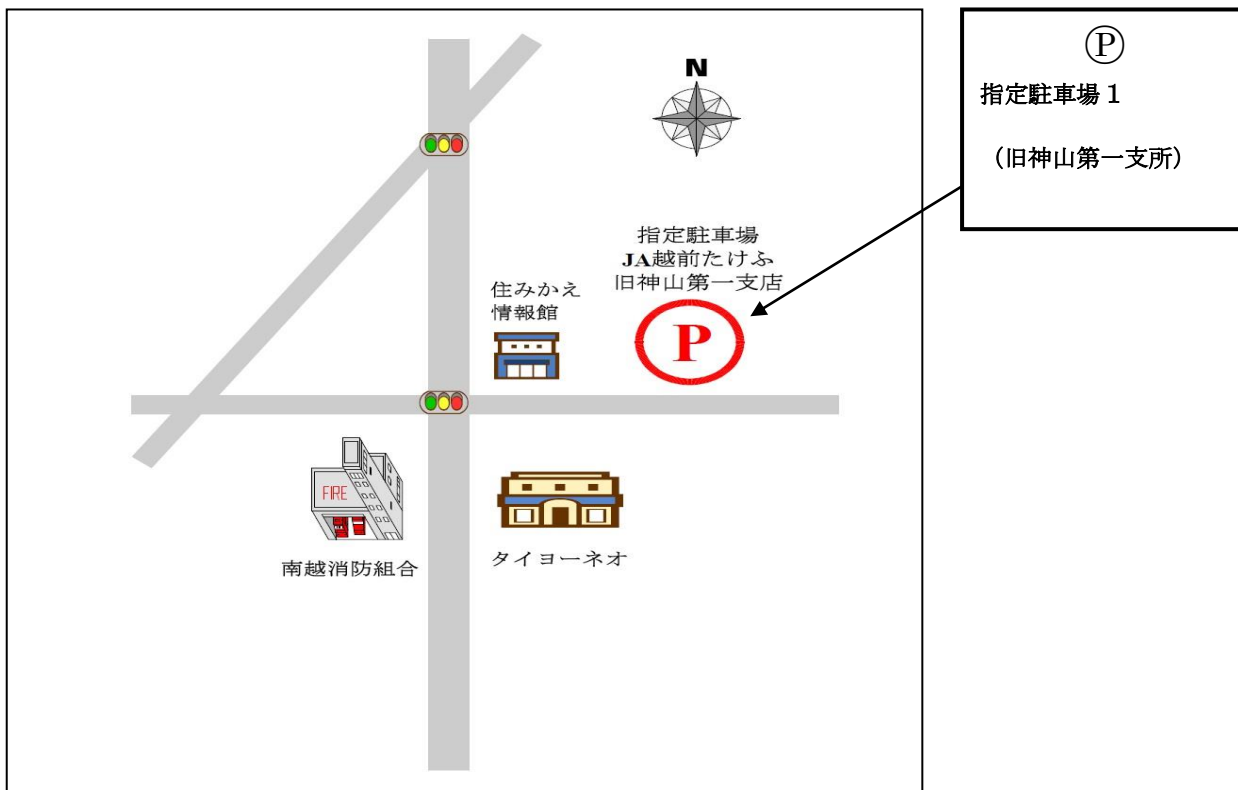 N
指定駐車場
JA越前たけふ
旧神山第一支店
P
住みかえ
情報館
FIRE
南越消防組合
タイヨーネオ
Ⓟ
指定駐車場１
（旧神山第一支所）